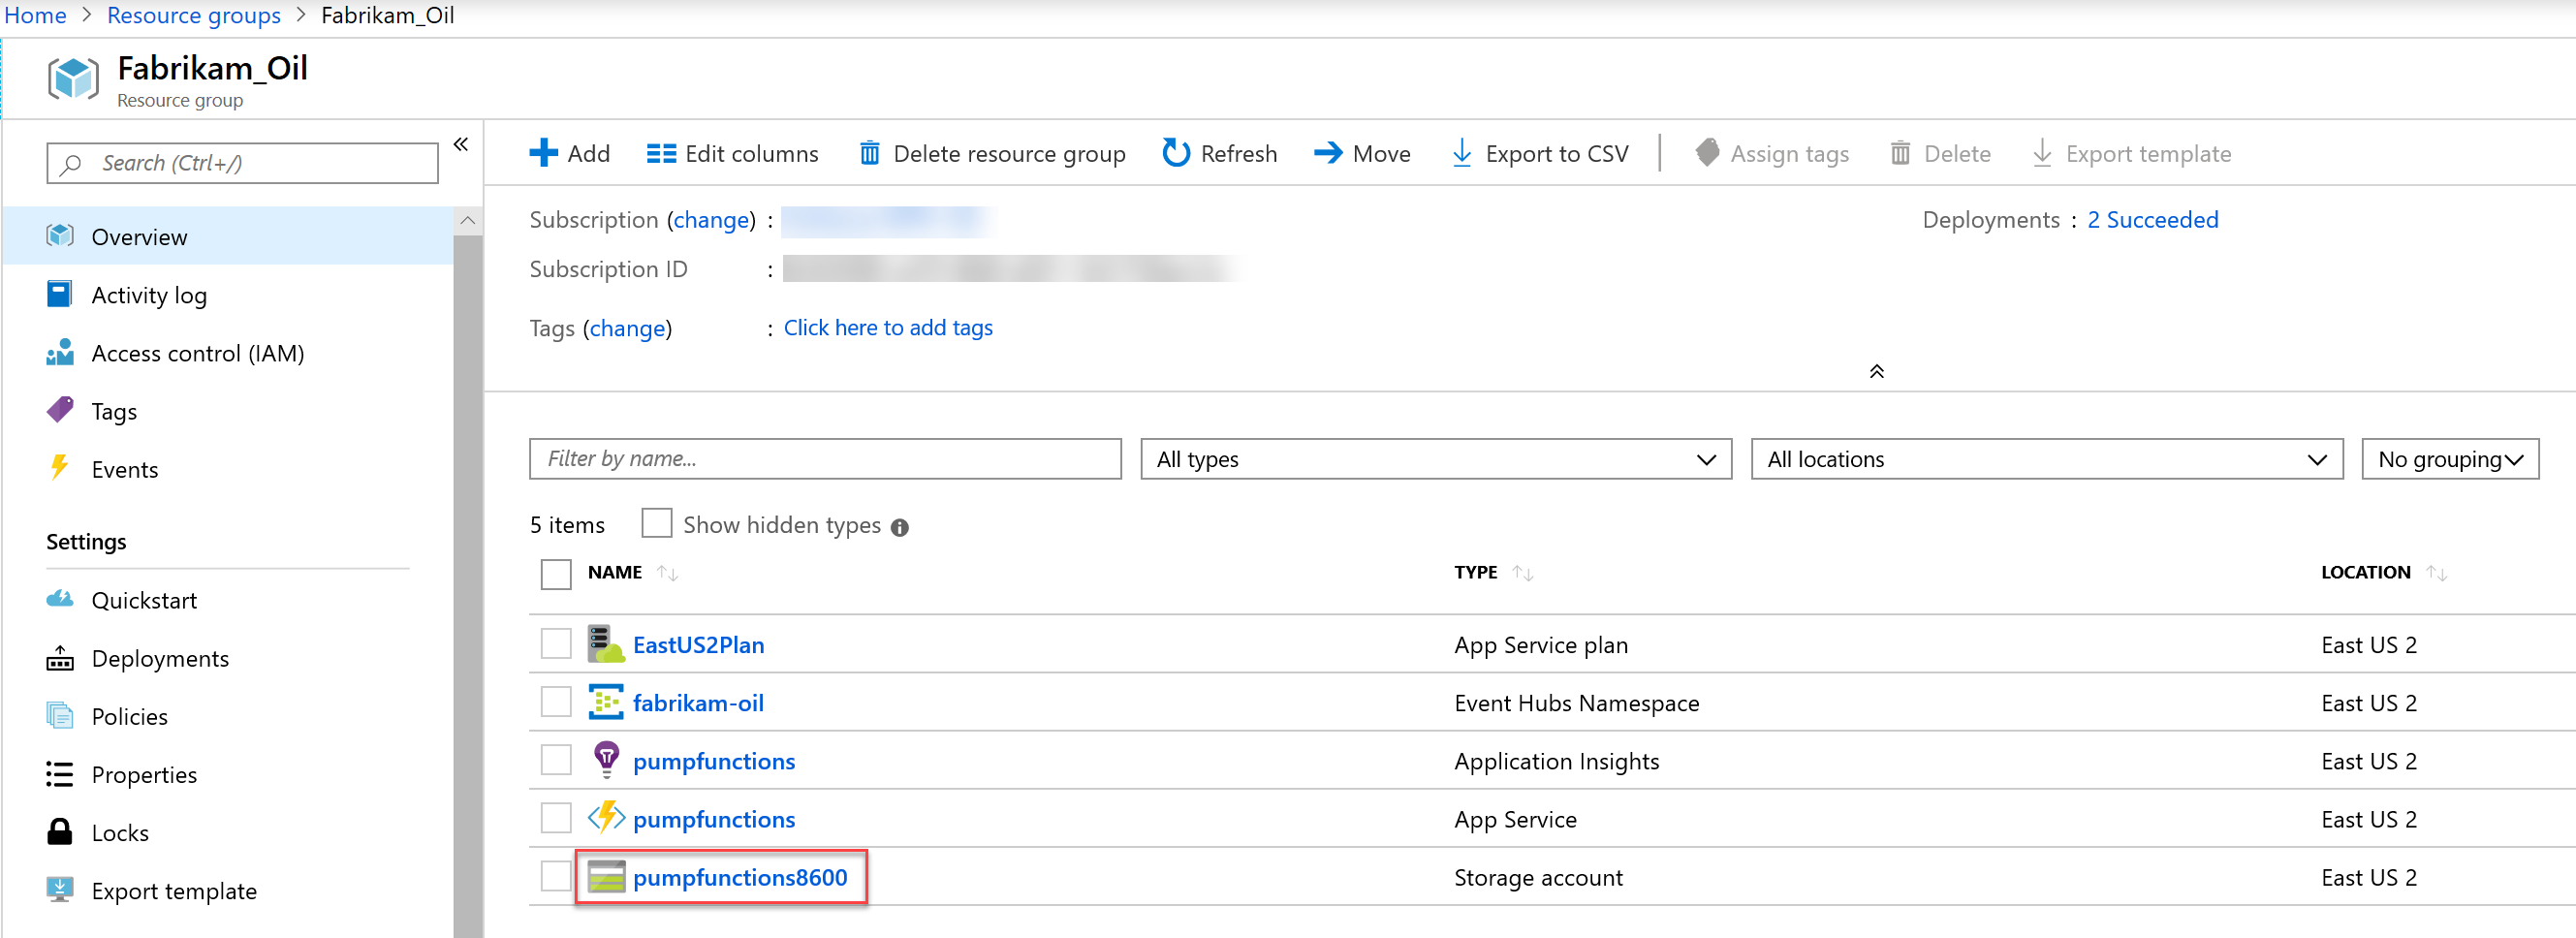 Home > Resource groups > Fabrikam_Oil
Fabrikam_Oil
Resource group
Search (Ctrl+/)
Overview
Activity log
Access control (IAM)
Tags
Events
Settings
Quickstart
Deployments
Policies
Properties
Locks
Export template
Add Edit columns Delete resource group Refresh Move Export to CSV Assign tags Delete Export template
Subscription (change) :
Deployments : 2 Succeeded
Subscription ID :
Tags (change) : Click here to add tags
Filter by name... All types All locations No grouping
5 items Show hidden types
NAME TYPE LOCATION
EastUS2Plan App Service plan East US 2
fabrikam-oil Event Hubs Namespace East US 2
pumpfunctions Application Insights East US 2
pumpfunctions App Service East US 2
pumpfunctions8600 Storage account East US 2